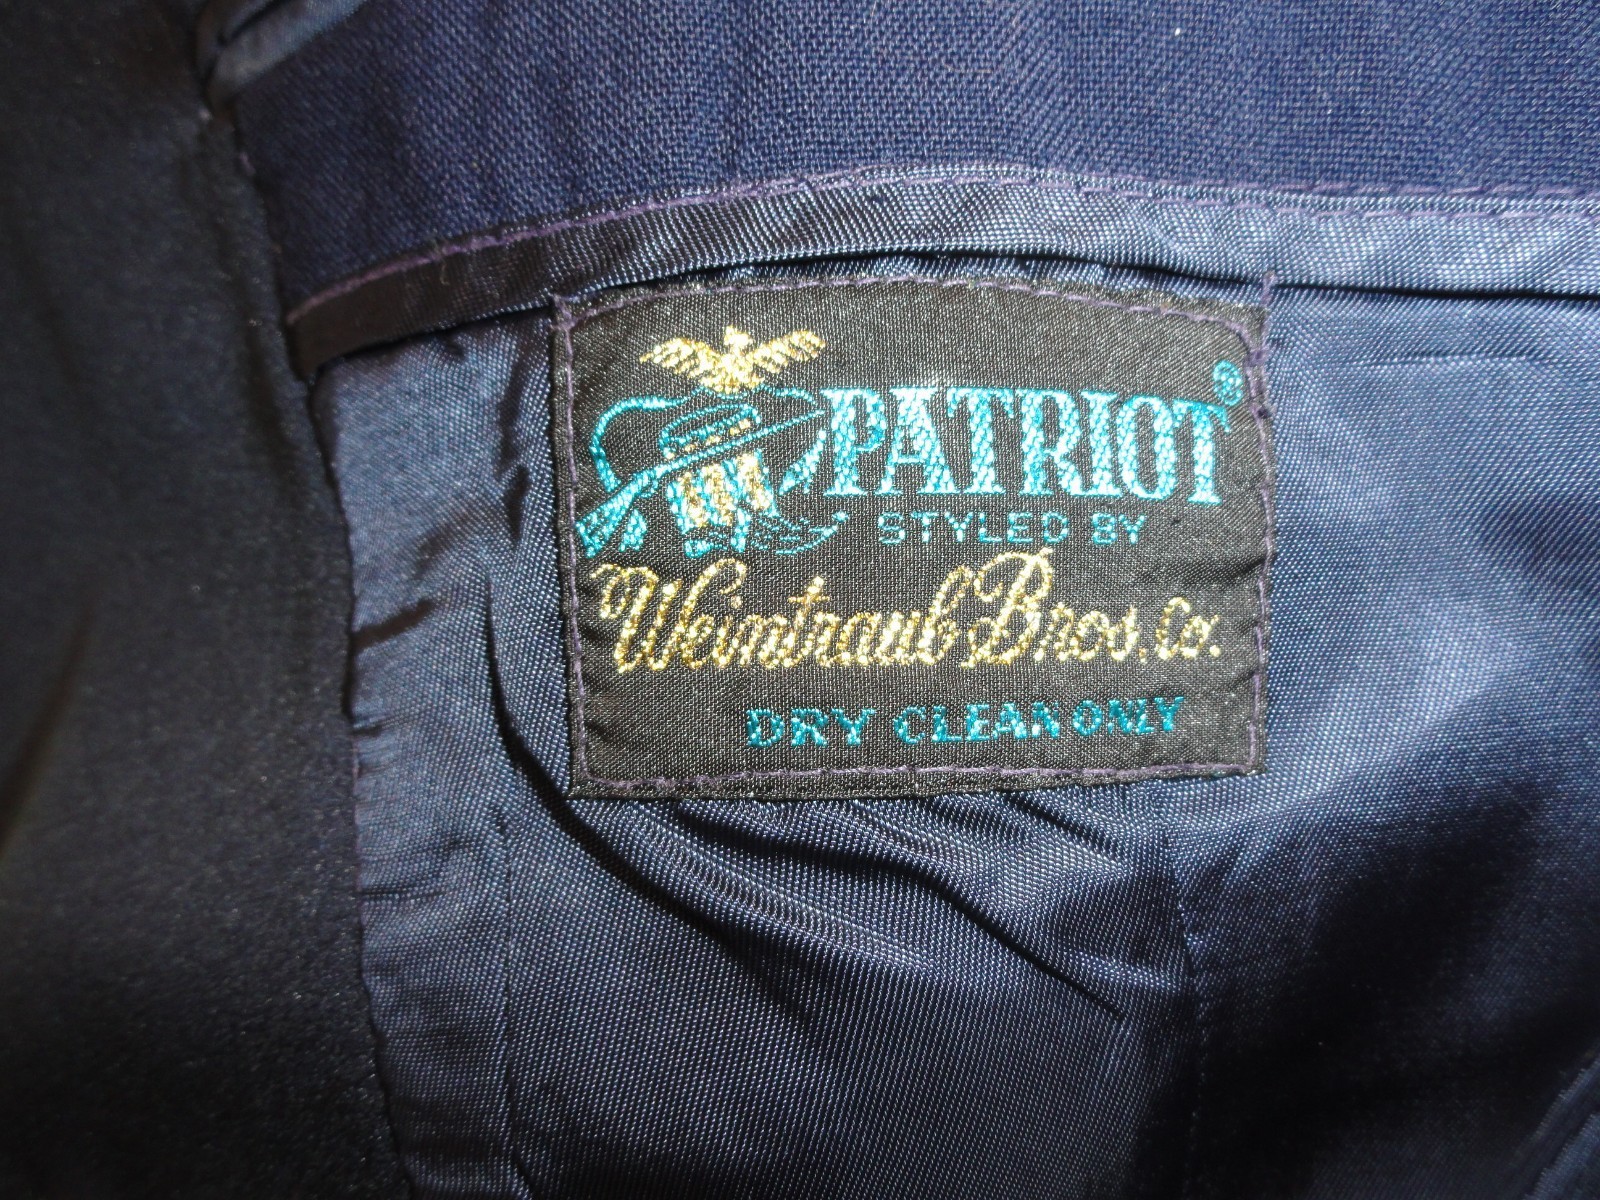 PATRIOT®
STYLED BY
Weintraub Bros. Co.
DRY CLEAN ONLY